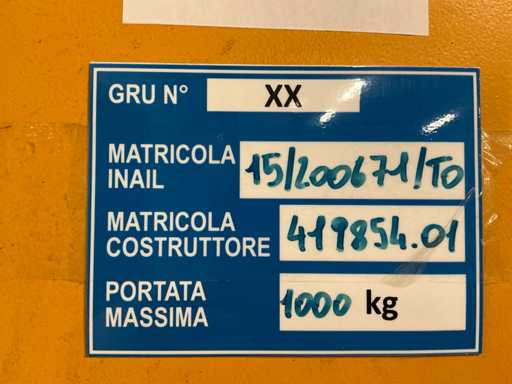 GRU N° XX
MATRICOLA
INAIL 15/200671/TO
MATRICOLA
COSTRUTTORE 419854.01
PORTATA
MASSIMA 1000 kg